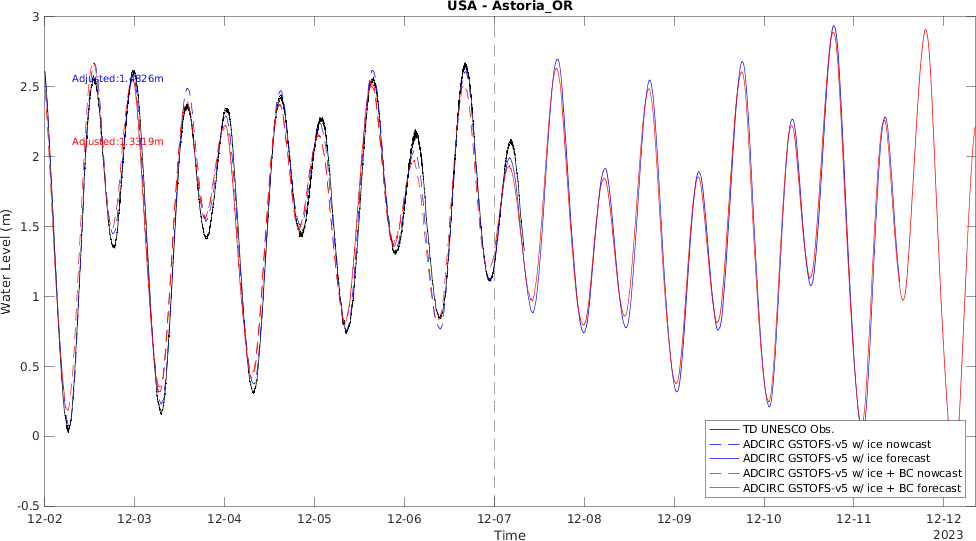 USA - Astoria_OR
3
2.5
2
1.5
1
0.5
0
-0.5
Water Level (m)
Adjusted:1.4826m
Adjusted:1.3319m
TD UNESCO Obs.
ADCIRC GSTOFS-v5 w/ ice nowcast
ADCIRC GSTOFS-v5 w/ ice forecast
ADCIRC GSTOFS-v5 w/ ice + BC nowcast
ADCIRC GSTOFS-v5 w/ ice + BC forecast
12-02 12-03 12-04 12-05 12-06 12-07 12-08 12-09 12-10 12-11 12-12
Time
2023